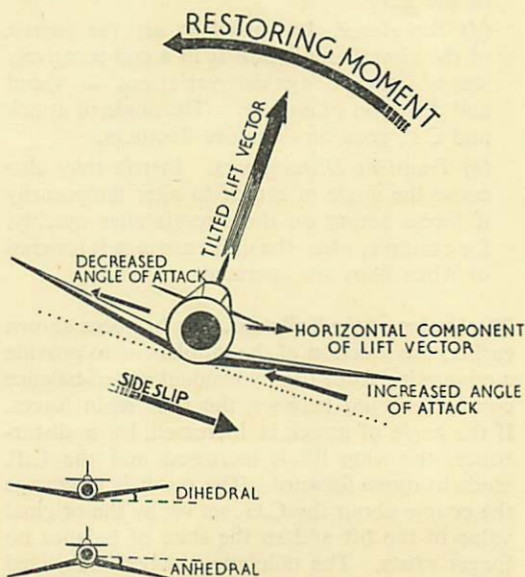 RESTORING MOMENT
TILTED LIFT VECTOR
DECREASED
ANGLE OF ATTACK
HORIZONTAL COMPONENT
OF LIFT VECTOR
INCREASED ANGLE
OF ATTACK
SIDESLIP
DIHEDRAL
ANHEDRAL